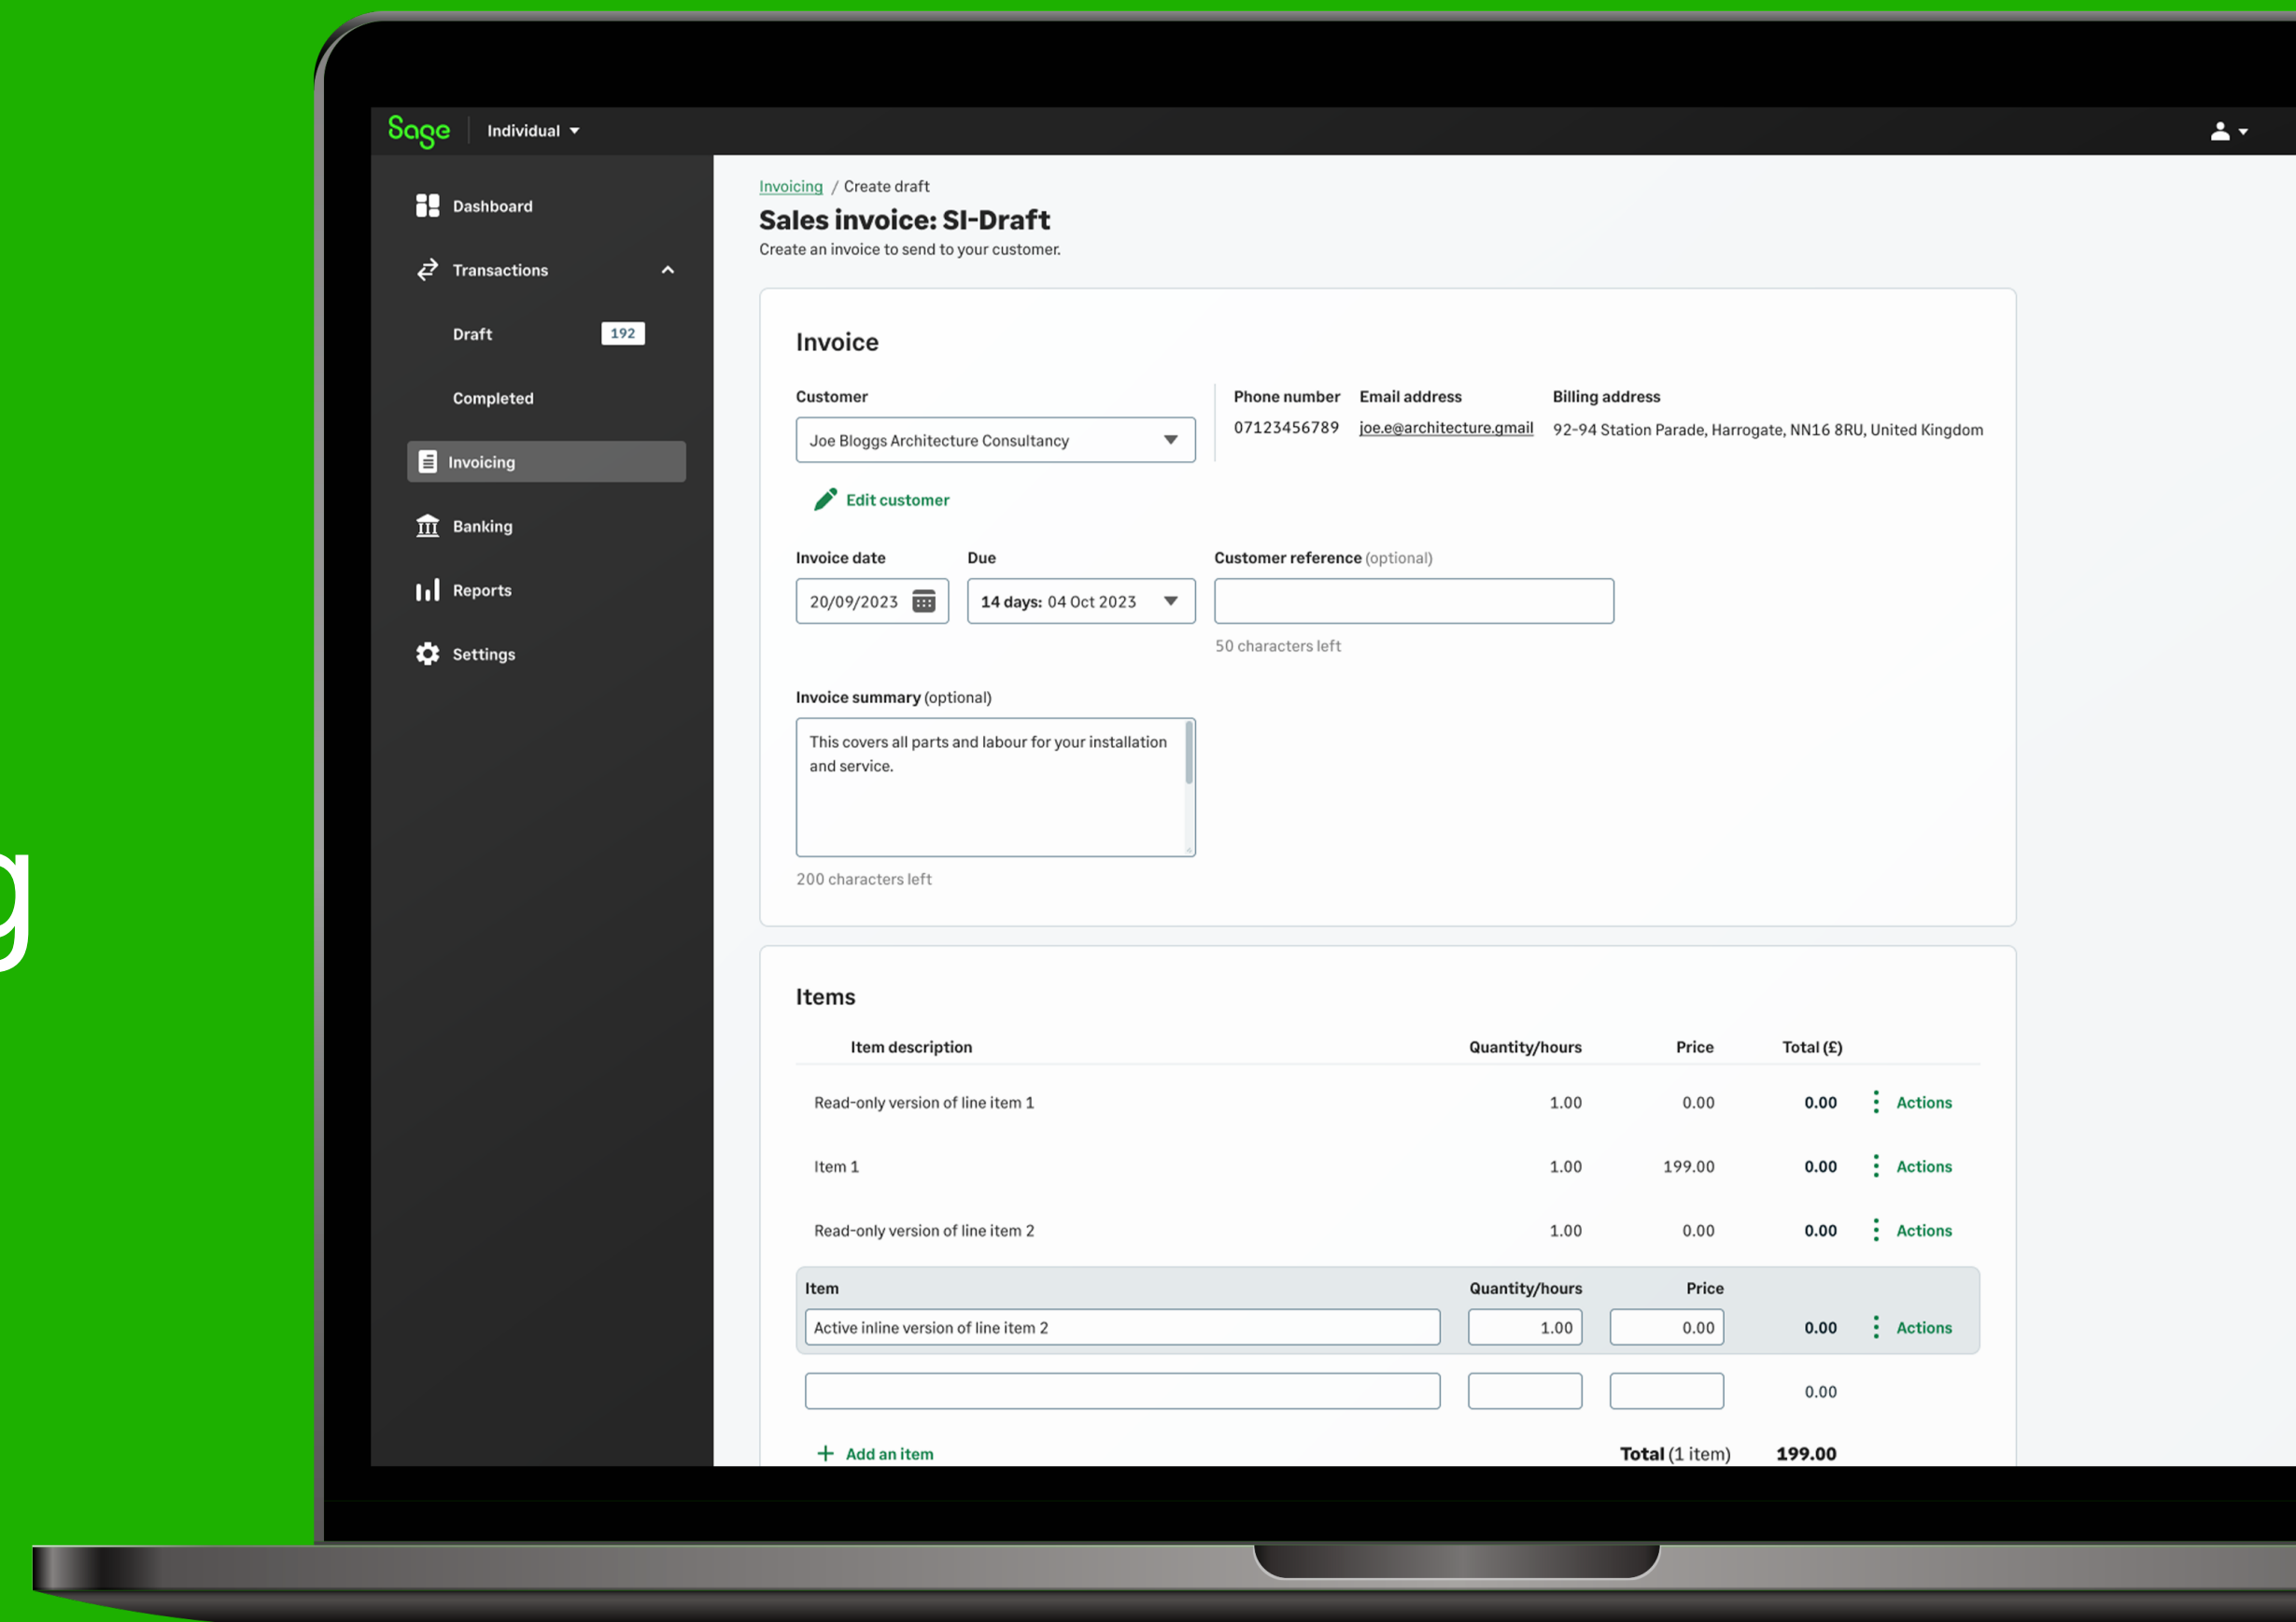 Sage Individual
Dashboard
Transactions
Draft 192
Completed
Invoicing
Banking
Reports
Settings
g
Invoicing / Create draft
Sales invoice: SI-Draft
Create an invoice to send to your customer.
Invoice
Customer Phone number Email address Billing address
Joe Bloggs Architecture Consultancy 07123456789 joe.e@architecture.gmail 92-94 Station Parade, Harrogate, NN16 8RU, United Kingdom
Edit customer
Invoice date Due Customer reference (optional)
20/09/2023 14 days: 04 Oct 2023
50 characters left
Invoice summary (optional)
This covers all parts and labour for your installation
and service.
200 characters left
Items
Item description Quantity/hours Price Total (£)
Read-only version of line item 1 1.00 0.00 0.00 Actions
Item 1 1.00 199.00 0.00 Actions
Read-only version of line item 2 1.00 0.00 0.00 Actions
Item Quantity/hours Price
Active inline version of line item 2 1.00 0.00 0.00 Actions
0.00
Add an item Total (1 item) 199.00